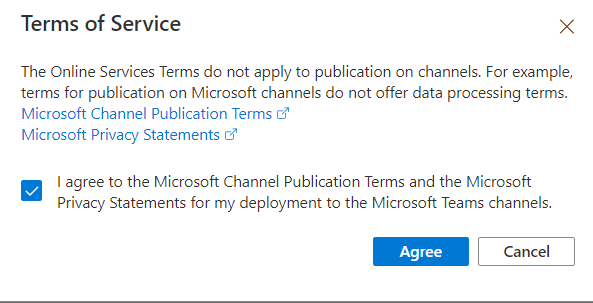 Terms of Service
The Online Services Terms do not apply to publication on channels. For example,
terms for publication on Microsoft channels do not offer data processing terms.
Microsoft Channel Publication Terms
Microsoft Privacy Statements
I agree to the Microsoft Channel Publication Terms and the Microsoft
Privacy Statements for my deployment to the Microsoft Teams channels.
Agree Cancel